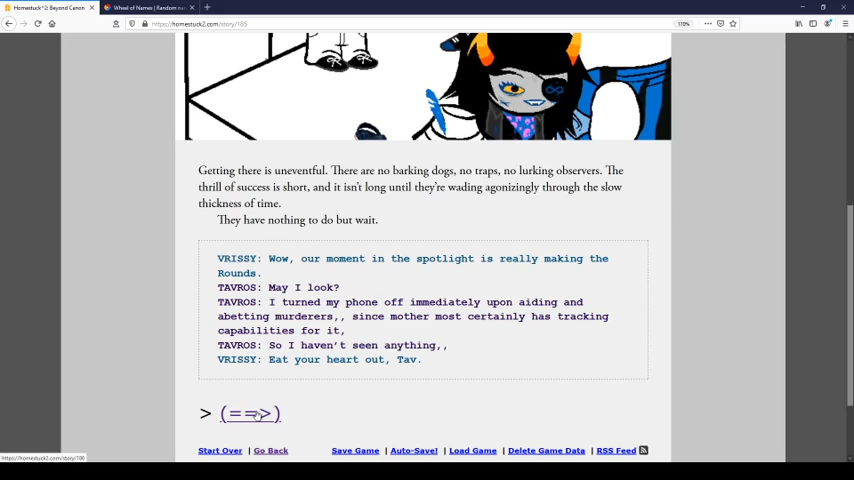 Homestuck^2: Beyond Canon
Wheel of Names | Random na
https://homestuck2.com/story/185
170%
Getting there is uneventful. There are no barking dogs, no traps, no lurking observers. The
thrill of success is short, and it isn't long until they're wading agonizingly through the slow
thickness of time.
They have nothing to do but wait.
VRISSY: Wow, our moment in the spotlight is really making the
Rounds.
TAVROS: May I look?
TAVROS: I turned my phone off immediately upon aiding and
abetting murderers,, since mother most certainly has tracking
capabilities for it,
TAVROS: So I haven't seen anything,,
VRISSY: Eat your heart out, Tav.
> (==>)
Start Over | Go Back Save Game | Auto-Save! | Load Game | Delete Game Data | RSS Feed
https://homestuck2.com/story/186